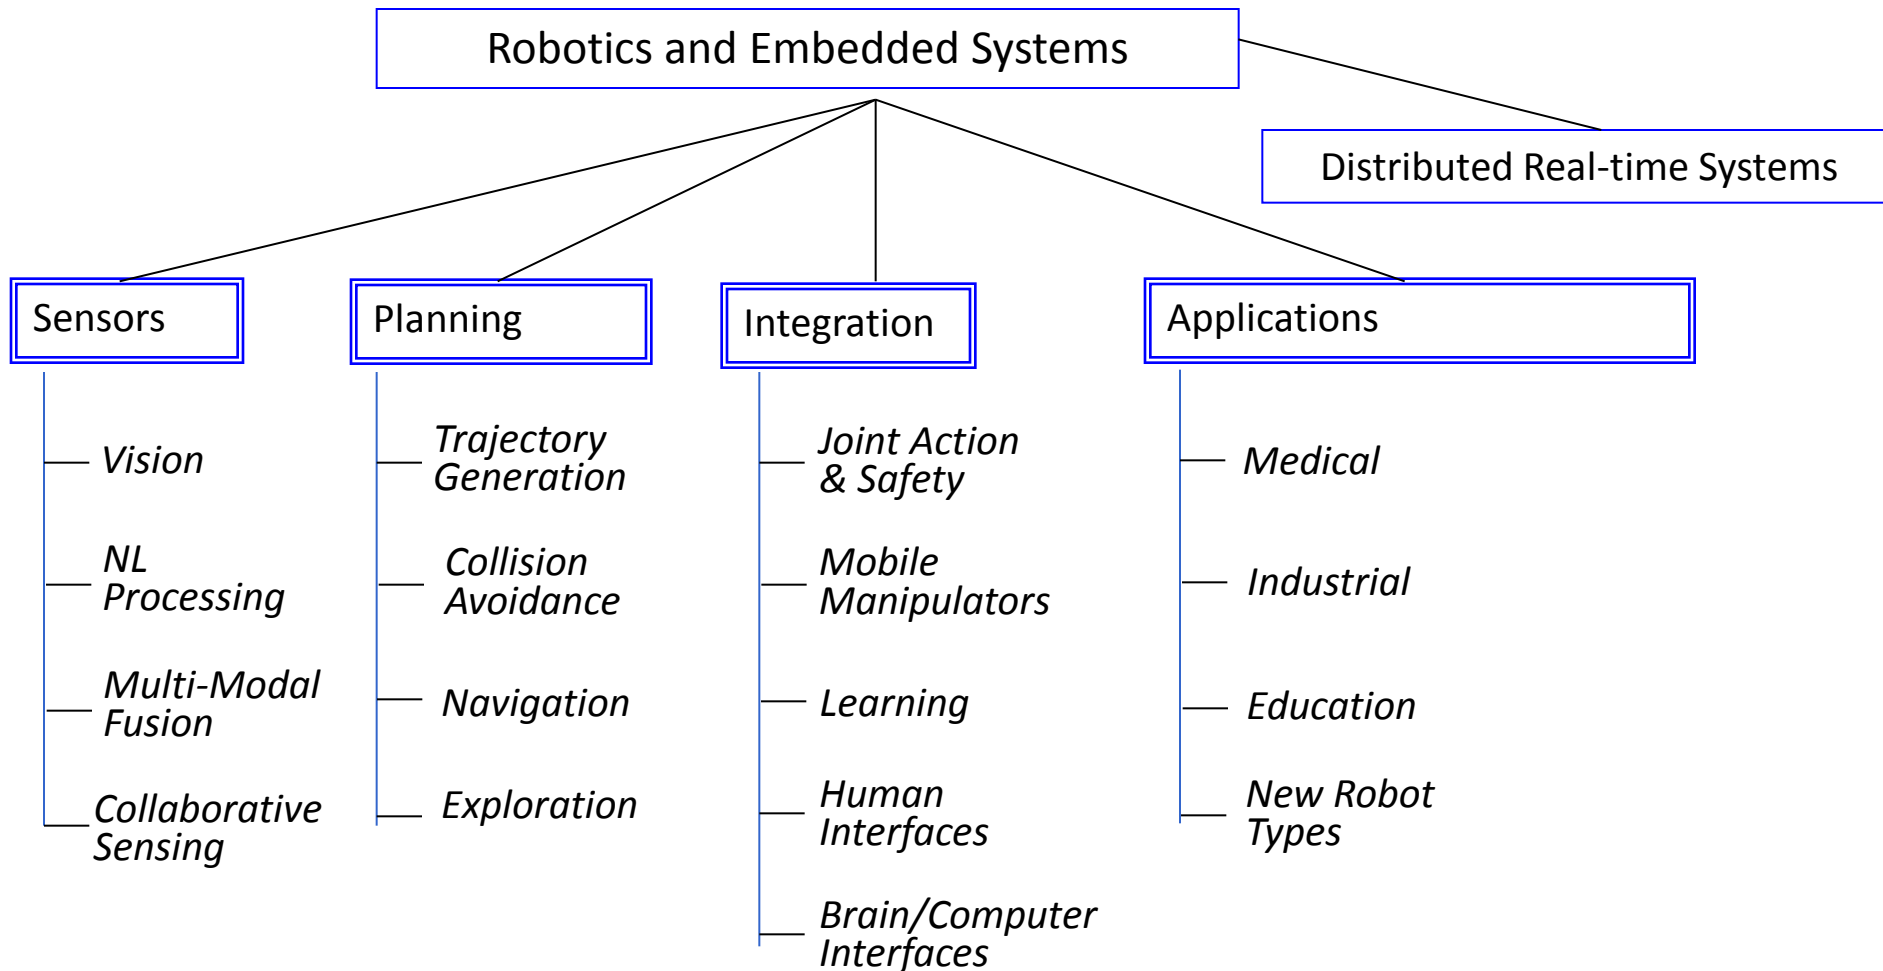 Robotics and Embedded Systems
Distributed Real-time Systems
Sensors
Vision
NL
Processing
Multi-Modal
Fusion
Collaborative
Sensing
Planning
Trajectory
Generation
Collision
Avoidance
Navigation
Exploration
Integration
Joint Action
& Safety
Mobile
Manipulators
Learning
Human
Interfaces
Brain/Computer
Interfaces
Applications
Medical
Industrial
Education
New Robot
Types